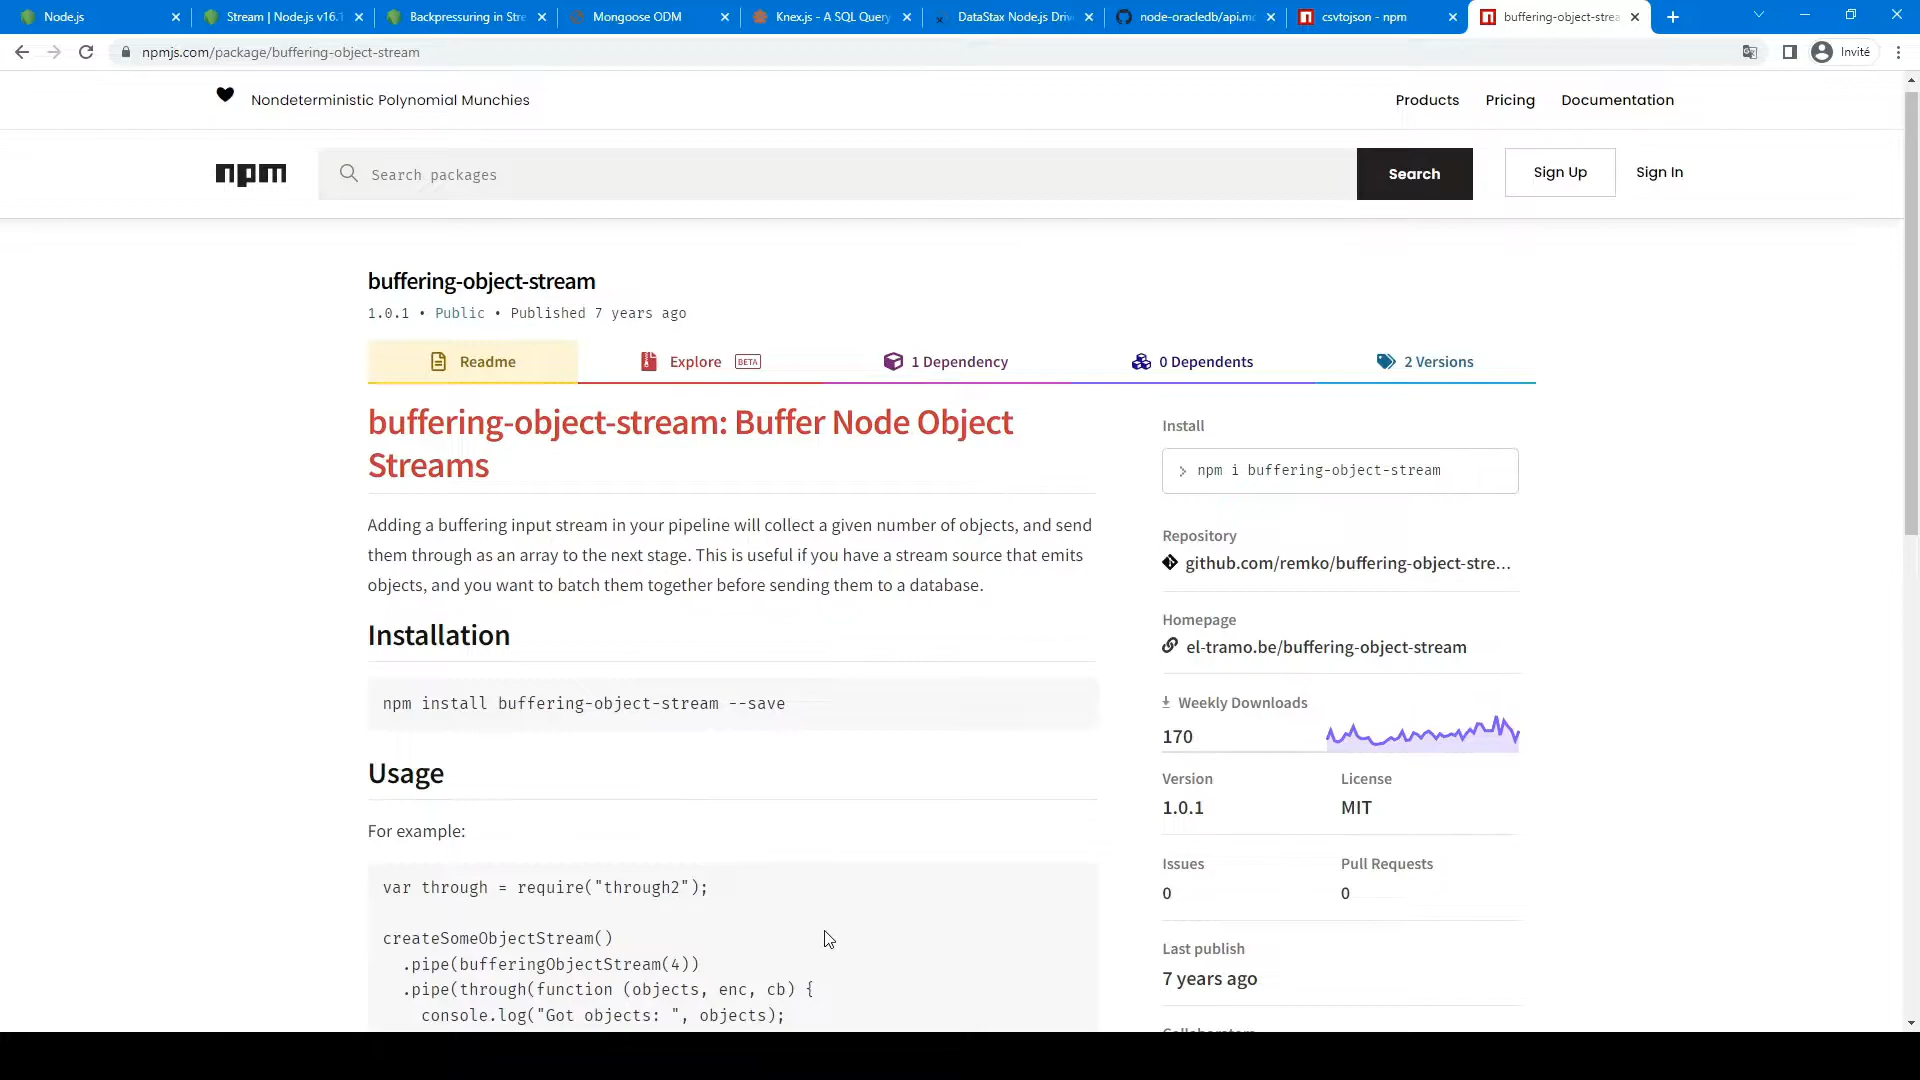 Node.js
Stream | Node.js v16.1
Backpressuring in Stre
Mongoose ODM
Knex.js - A SQL Query
DataStax Node.js Driv
node-oracledb/api.mc
csvtojson - npm
buffering-object-strea
npmjs.com/package/buffering-object-stream
Invité
Nondeterministic Polynomial Munchies
Products
Pricing
Documentation
npm
Search packages
Search
Sign Up
Sign In
buffering-object-stream
1.0.1 • Public • Published 7 years ago
Readme
Explore BETA
1 Dependency
0 Dependents
2 Versions
buffering-object-stream: Buffer Node Object
Streams
Adding a buffering input stream in your pipeline will collect a given number of objects, and send
them through as an array to the next stage. This is useful if you have a stream source that emits
objects, and you want to batch them together before sending them to a database.
Installation
npm install buffering-object-stream --save
Usage
For example:
var through = require("through2");
createSomeObjectStream()
.pipe(bufferingObjectStream(4))
.pipe(through(function (objects, enc, cb) {
console.log("Got objects: ", objects);
Install
> npm i buffering-object-stream
Repository
github.com/remko/buffering-object-stre...
Homepage
el-tramo.be/buffering-object-stream
Weekly Downloads
170
Version
License
1.0.1
MIT
Issues
Pull Requests
0
0
Last publish
7 years ago